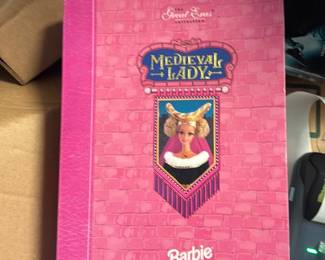 THE
Great Eras
COLLECTION
MEDIEVAL
LADY
Barbie